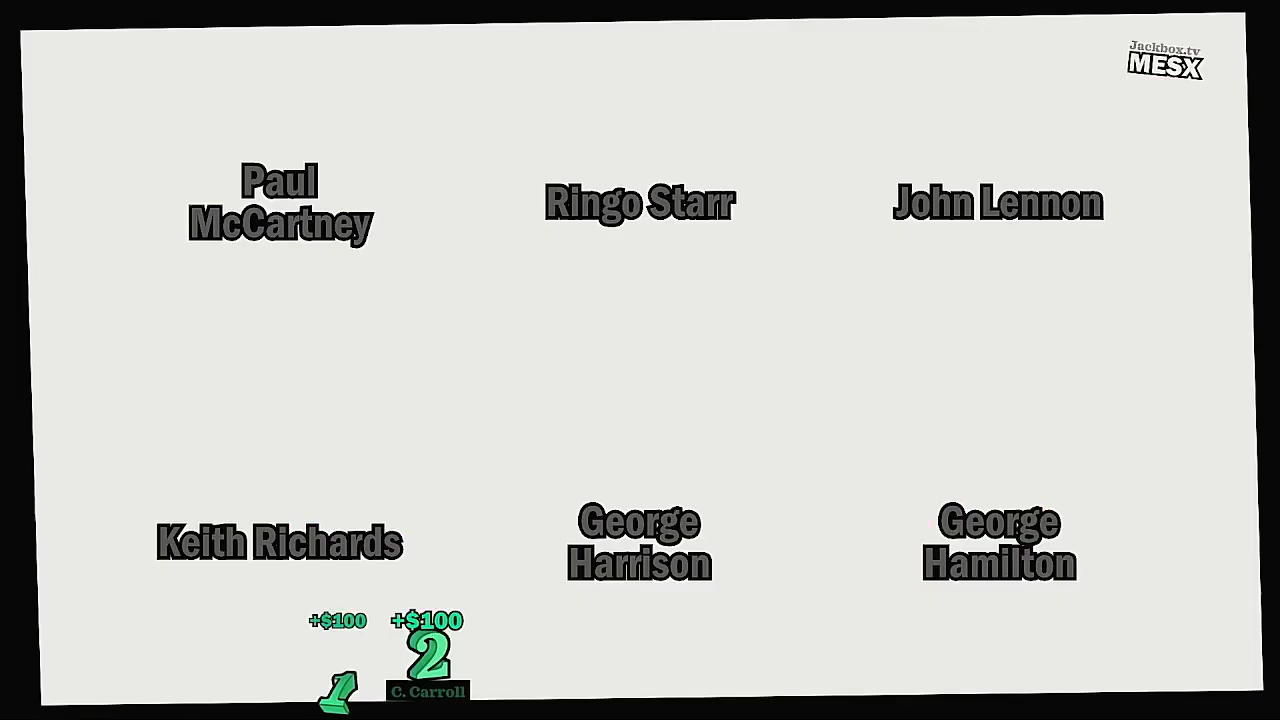 Jackbox.tv
MESX
Paul
McCartney
Ringo Starr
John Lennon
Keith Richards
George
Harrison
George
Hamilton
+$100
+$100
1
2
C. Carroll